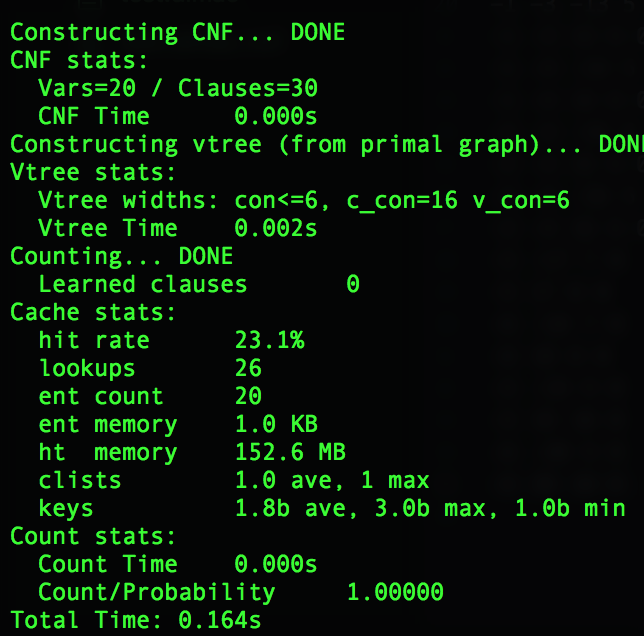 Constructing CNF... DONE
CNF stats:
  Vars=20 / Clauses=30
  CNF Time      0.000s
Constructing vtree (from primal graph)... DON
Vtree stats:
  Vtree widths: con<=6, c_con=16 v_con=6
  Vtree Time    0.002s
Counting... DONE
  Learned clauses       0
Cache stats:
  hit rate      23.1%
  lookups       26
  ent count     20
  ent memory    1.0 KB
  ht  memory    152.6 MB
  clists        1.0 ave, 1 max
  keys          1.8b ave, 3.0b max, 1.0b min
Count stats:
  Count Time    0.000s
  Count/Probability     1.00000
Total Time: 0.164s